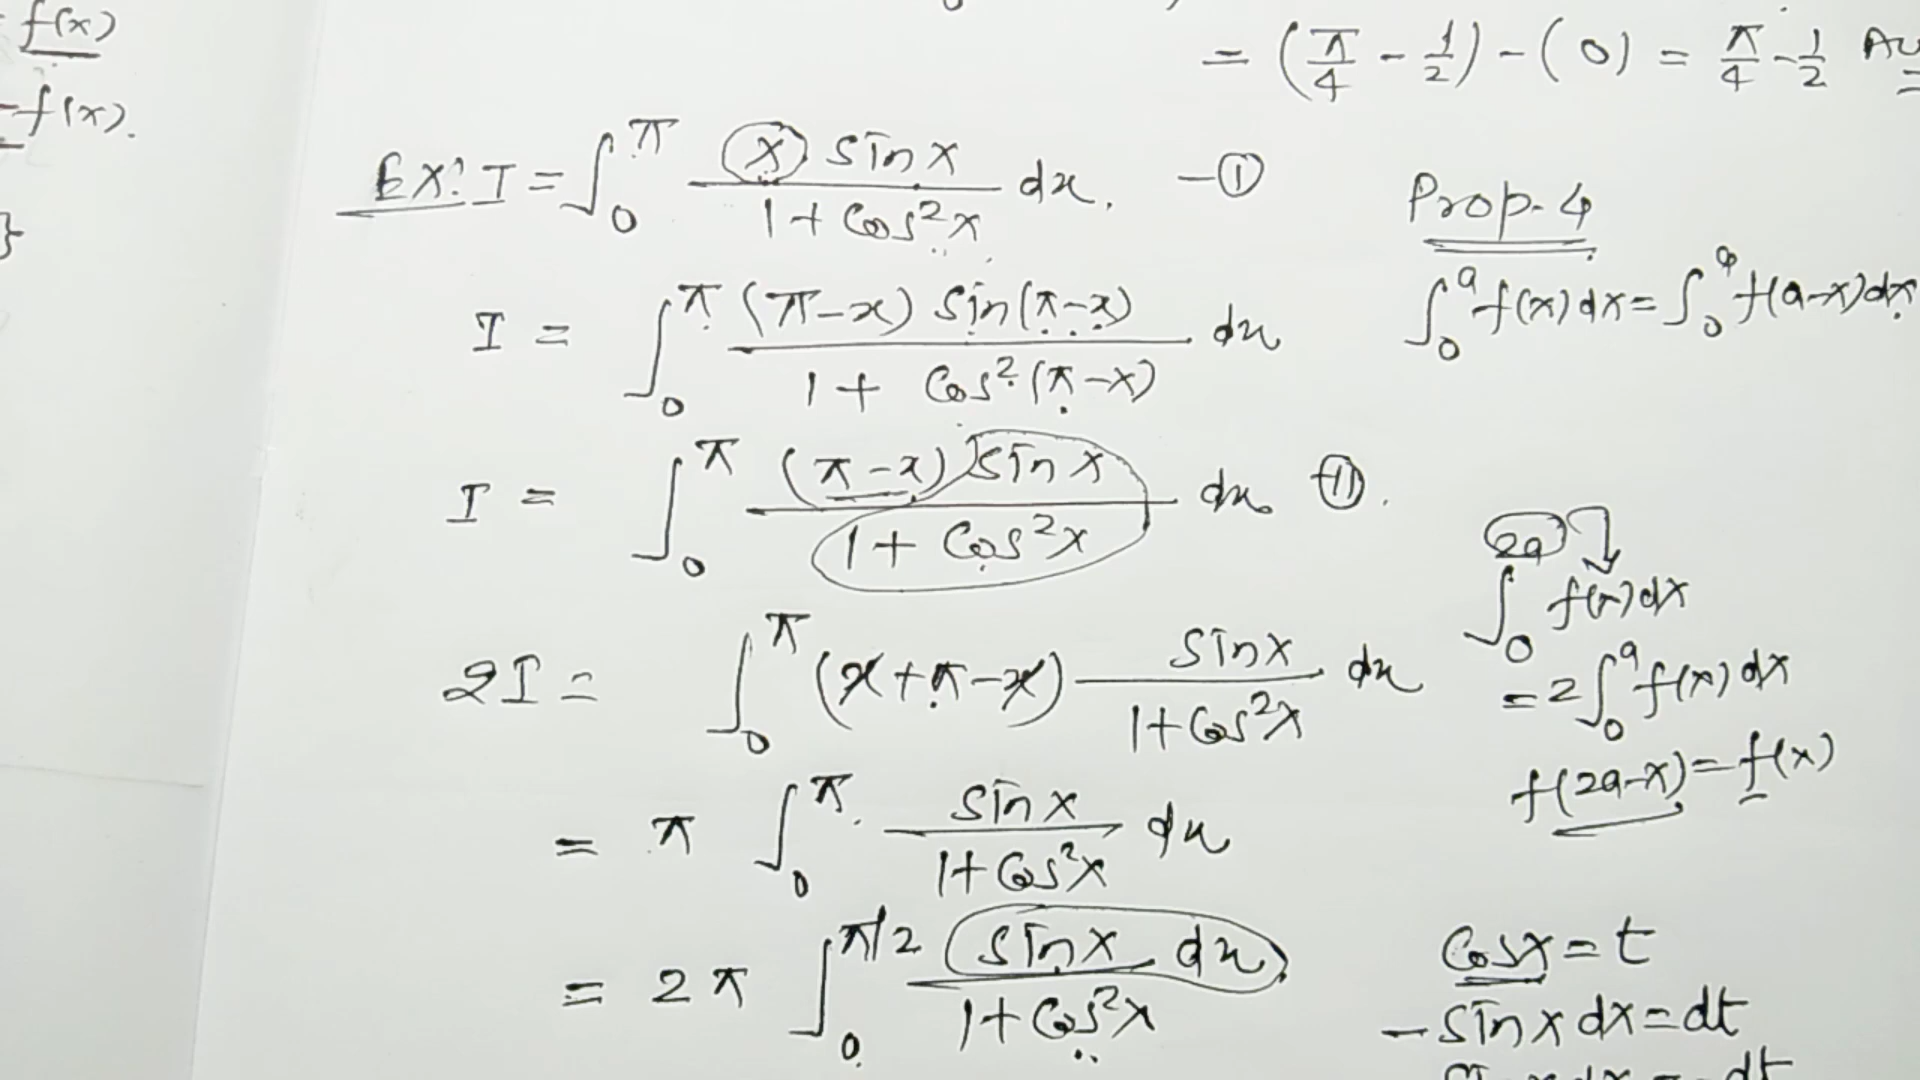 f(x)
-f(x).
}
= (π/4 - 1/2) - (0) = π/4 - 1/2
Ex: I = ∫₀^π (x sin x)/(1 + cos²x) dx. -①
Prop-4
∫₀^a f(x) dx = ∫₀^a f(a-x) dx.
I = ∫₀^π ((π-x) sin(π-x))/(1 + cos²(π-x)) dx
I = ∫₀^π ((π-x) sin x)/(1 + cos²x) dx. ⑪.
2a
∫₀ f(x) dx
= 2∫₀^a f(x) dx
f(2a-x) = f(x)
2I = ∫₀^π (x + π - x) (sin x)/(1 + cos²x) dx
= π ∫₀^π (sin x)/(1 + cos²x) dx
= 2π ∫₀^π/2 (sin x dx)/(1 + cos²x)
cos x = t
- sin x dx = dt